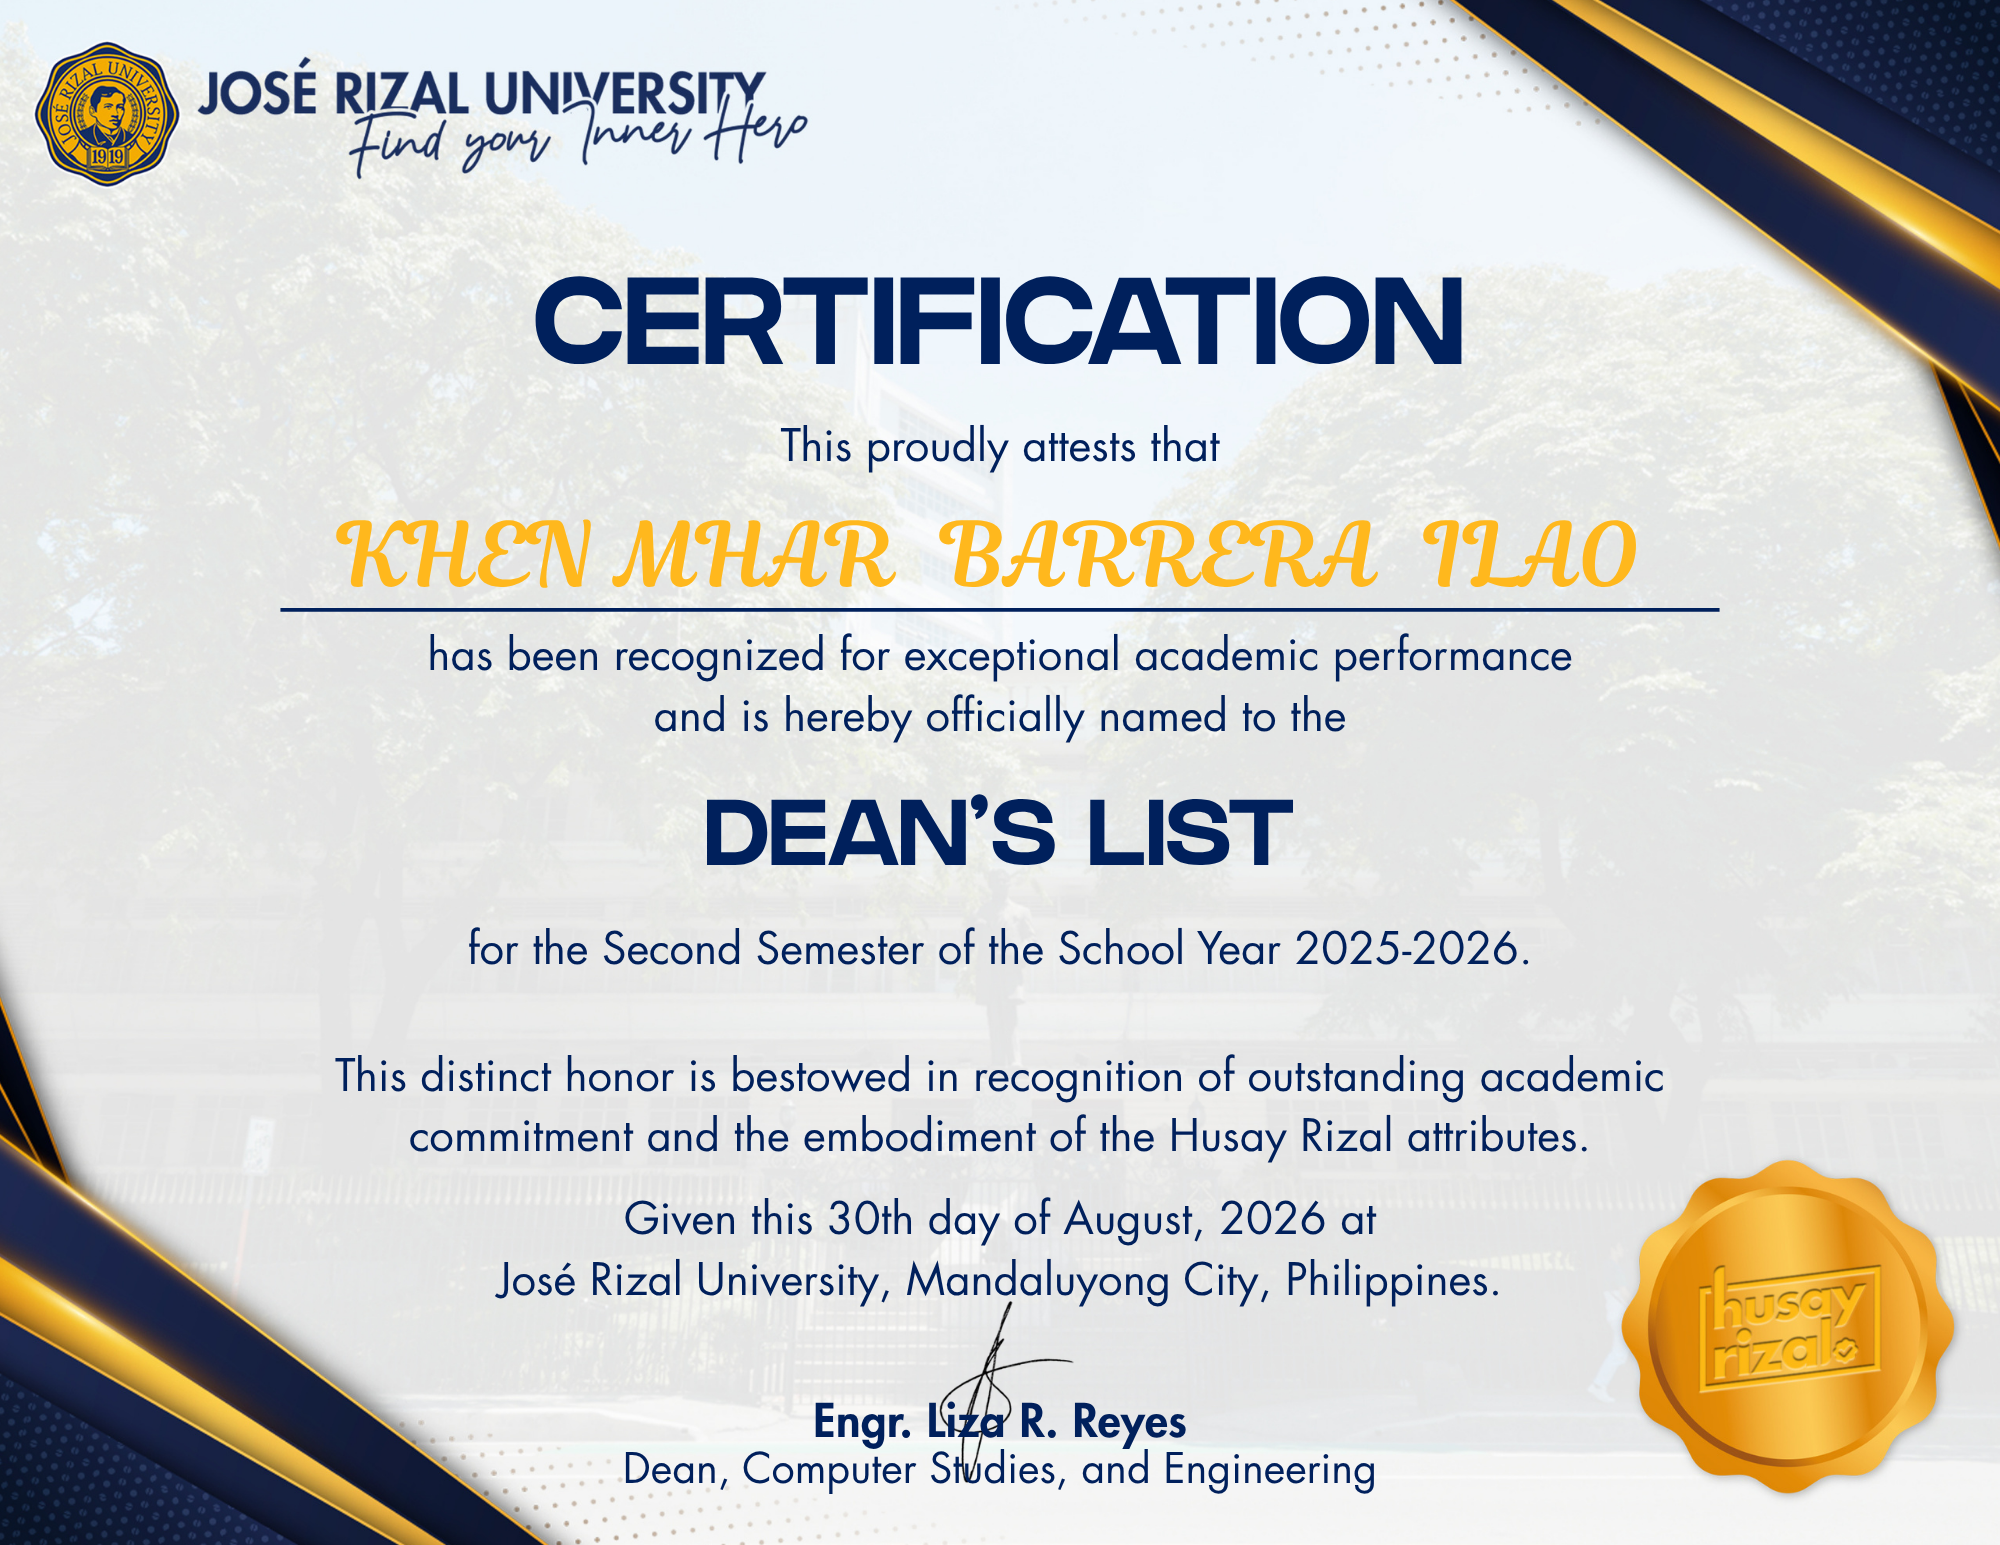 JOSÉ RIZAL UNIVERSITY
1919
JOSÉ RIZAL UNIVERSITY
Find your Inner Hero
CERTIFICATION
This proudly attests that
KHEN MHAR BARRERA ILAO
has been recognized for exceptional academic performance
and is hereby officially named to the
DEAN’S LIST
for the Second Semester of the School Year 2025-2026.
This distinct honor is bestowed in recognition of outstanding academic
commitment and the embodiment of the Husay Rizal attributes.
Given this 30th day of August, 2026 at
José Rizal University, Mandaluyong City, Philippines.
Engr. Liza R. Reyes
Dean, Computer Studies, and Engineering
husay
rizal